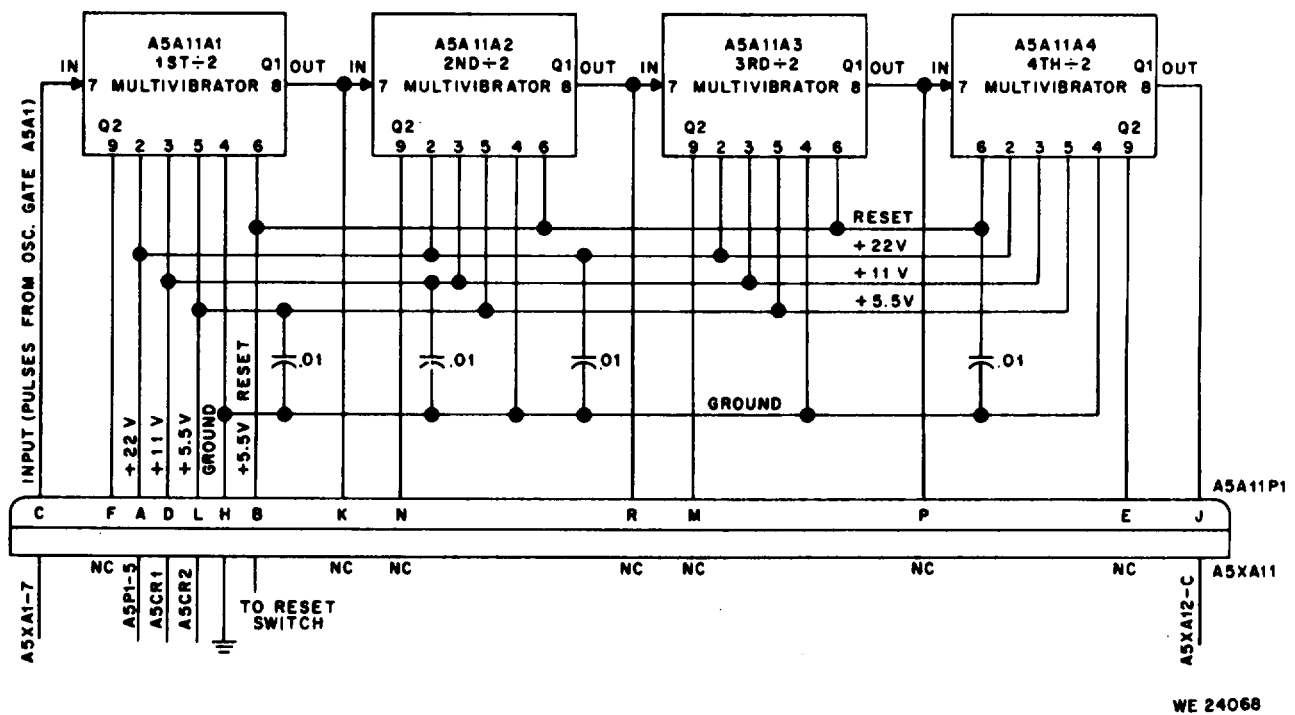 A5A11A1
1ST÷2
MULTIVIBRATOR
IN
7
Q1
8
OUT
Q2
9 2 3 5 4 6
A5A11A2
2ND÷2
MULTIVIBRATOR
IN
7
Q1
8
OUT
Q2
9 2 3 5 4 6
A5A11A3
3RD÷2
MULTIVIBRATOR
IN
7
Q1
8
OUT
Q2
9 2 3 5 4 6
A5A11A4
4TH÷2
MULTIVIBRATOR
IN
7
Q1
8
OUT
Q2
6 2 3 5 4 9
RESET
+22V
+11V
+5.5V
.01
.01
.01
.01
GROUND
INPUT (PULSES FROM OSC. GATE A5A1)
+22V
+11V
+5.5V
GROUND
+5.5V RESET
A5A11P1
C F A D L H B K N R M P E J
NC NC NC NC NC NC NC
A5XA11
A5XA1-7
A5P1-5
A5CR1
A5CR2
TO RESET
SWITCH
A5XA12-C
WE 24068